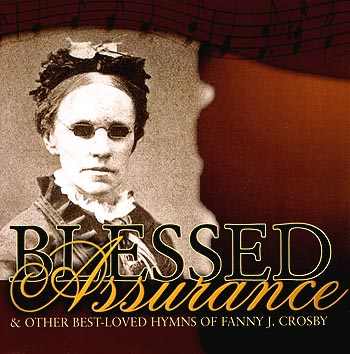 BLESSED
Assurance
& OTHER BEST-LOVED HYMNS OF FANNY J. CROSBY